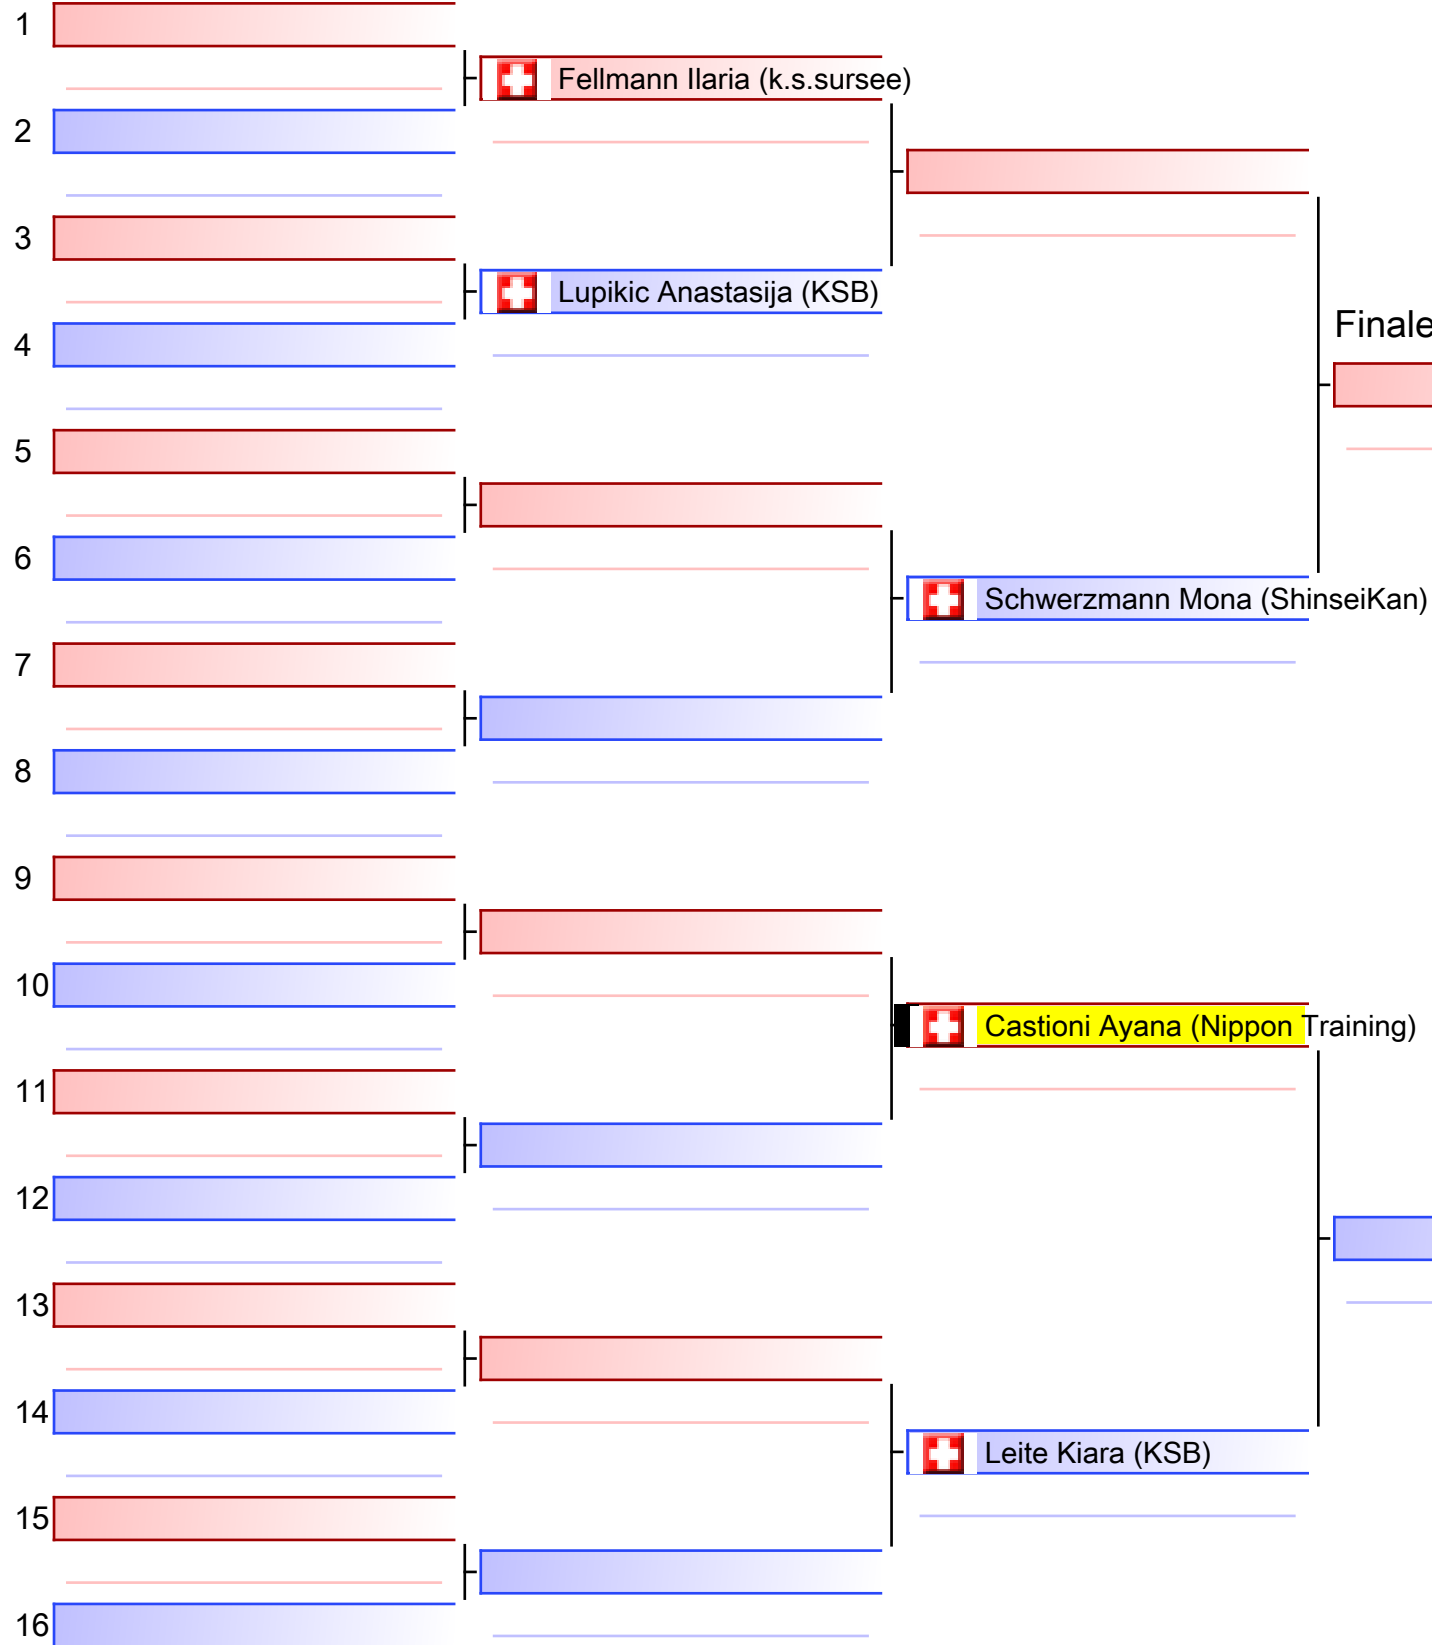 1
Fellmann Ilaria (k.s.sursee)
2
3
Lupikic Anastasija (KSB)
4
Finale
5
6
Schwerzmann Mona (ShinseiKan)
7
8
9
10
Castioni Ayana (Nippon Training)
11
12
13
14
Leite Kiara (KSB)
15
16